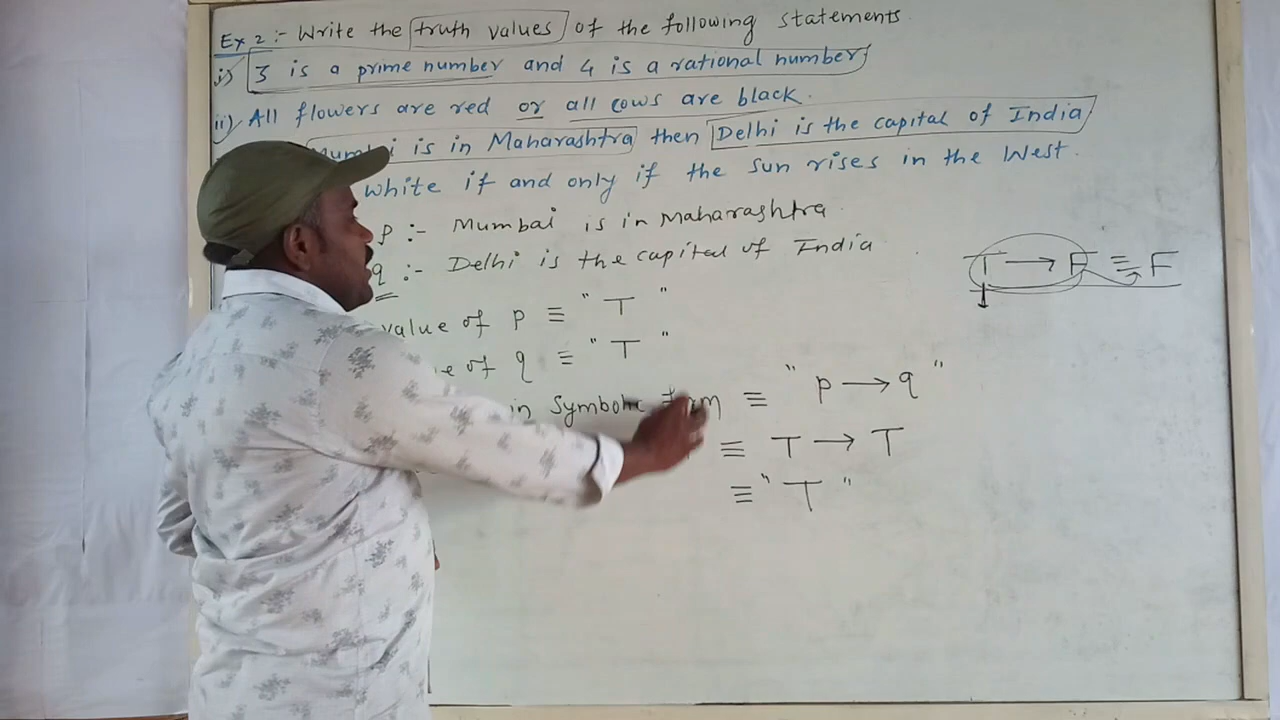 Ex 2 :- Write the truth values of the following statements
i) 3 is a prime number and 4 is a rational number
ii) All flowers are red or all cows are black.
is in Maharashtra then Delhi is the capital of India
white if and only if the sun rises in the West.
p :- Mumbai is in Maharashtra
q :- Delhi is the capital of India
T → F ≡ F
value of p ≡ "T"
of q ≡ "T"
in Symbolic form ≡ "p → q"
≡ T → T
≡ "T"